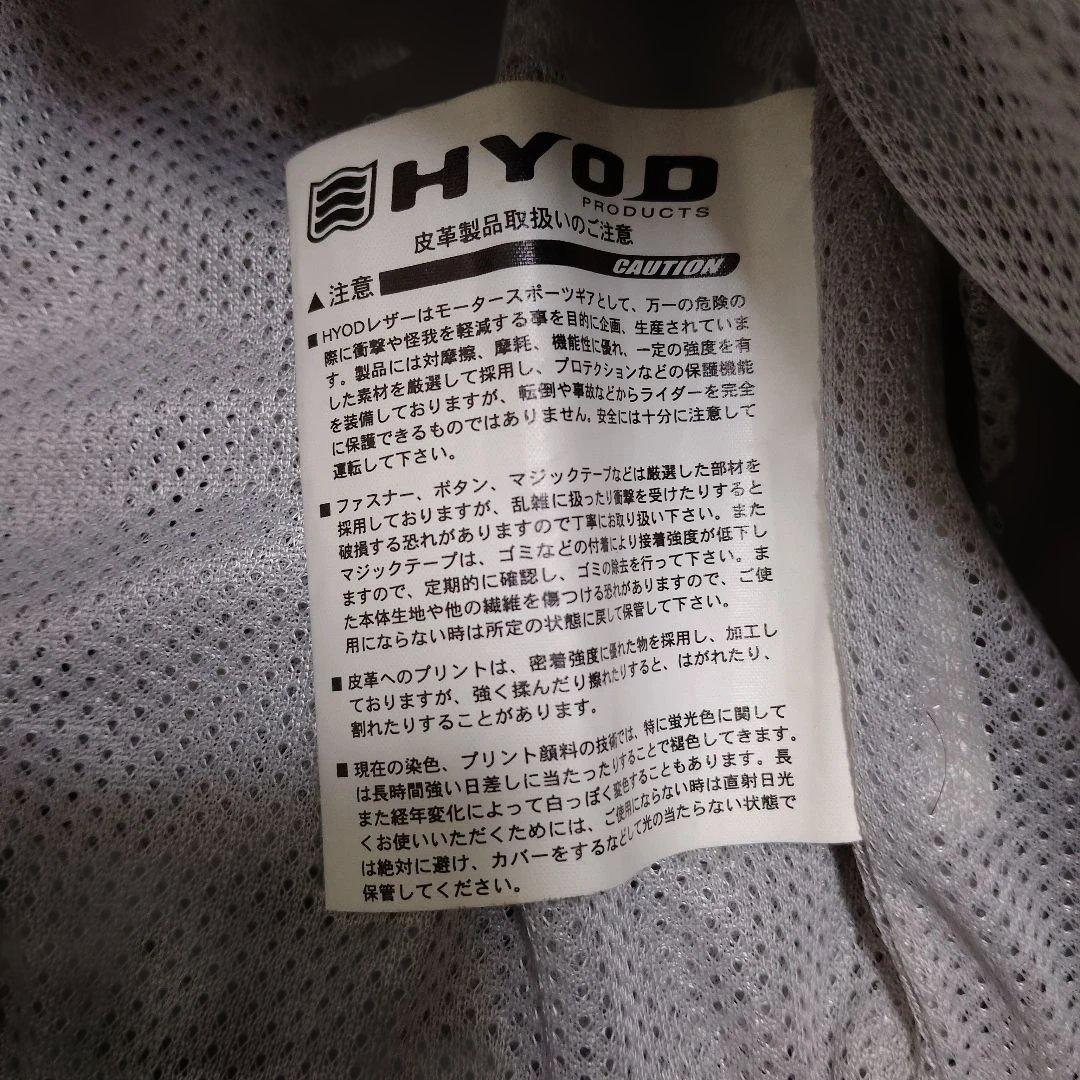 HYOD
PRODUCTS
皮革製品取扱いのご注意
▲注意
CAUTION
■HYODレザーはモータースポーツギアとして、万一の危険の
際に衝撃や怪我を軽減する事を目的に企画、生産されていま
す。製品には対摩擦、摩耗、機能性に優れ、一定の強度を有
した素材を厳選して採用し、プロテクションなどの保護機能
を装備しておりますが、転倒や事故などからライダーを完全
に保護できるものではありません。安全には十分に注意して
運転して下さい。
■ファスナー、ボタン、マジックテープなどは厳選した部材を
採用しておりますが、乱雑に扱ったり衝撃を受けたりすると
破損する恐れがありますので丁寧にお取り扱い下さい。また
マジックテープは、ゴミなどの付着により接着強度が低下し
ますので、定期的に確認し、ゴミの除去を行って下さい。ま
た本体生地や他の繊維を傷つける恐れがありますので、ご使
用にならない時は所定の状態に戻して保管して下さい。
■皮革へのプリントは、密着強度に優れた物を採用し、加工し
ておりますが、強く揉んだり擦れたりすると、はがれたり、
割れたりすることがあります。
■現在の染色、プリント顔料の技術では、特に蛍光色に関して
は長時間強い日差しに当たったりすることで褪色してきます。
また経年変化によって白っぽく変色することもあります。長
くお使いいただくためには、ご使用にならない時は直射日光
は絶対に避け、カバーをするなどして光の当たらない状態で
保管してください。